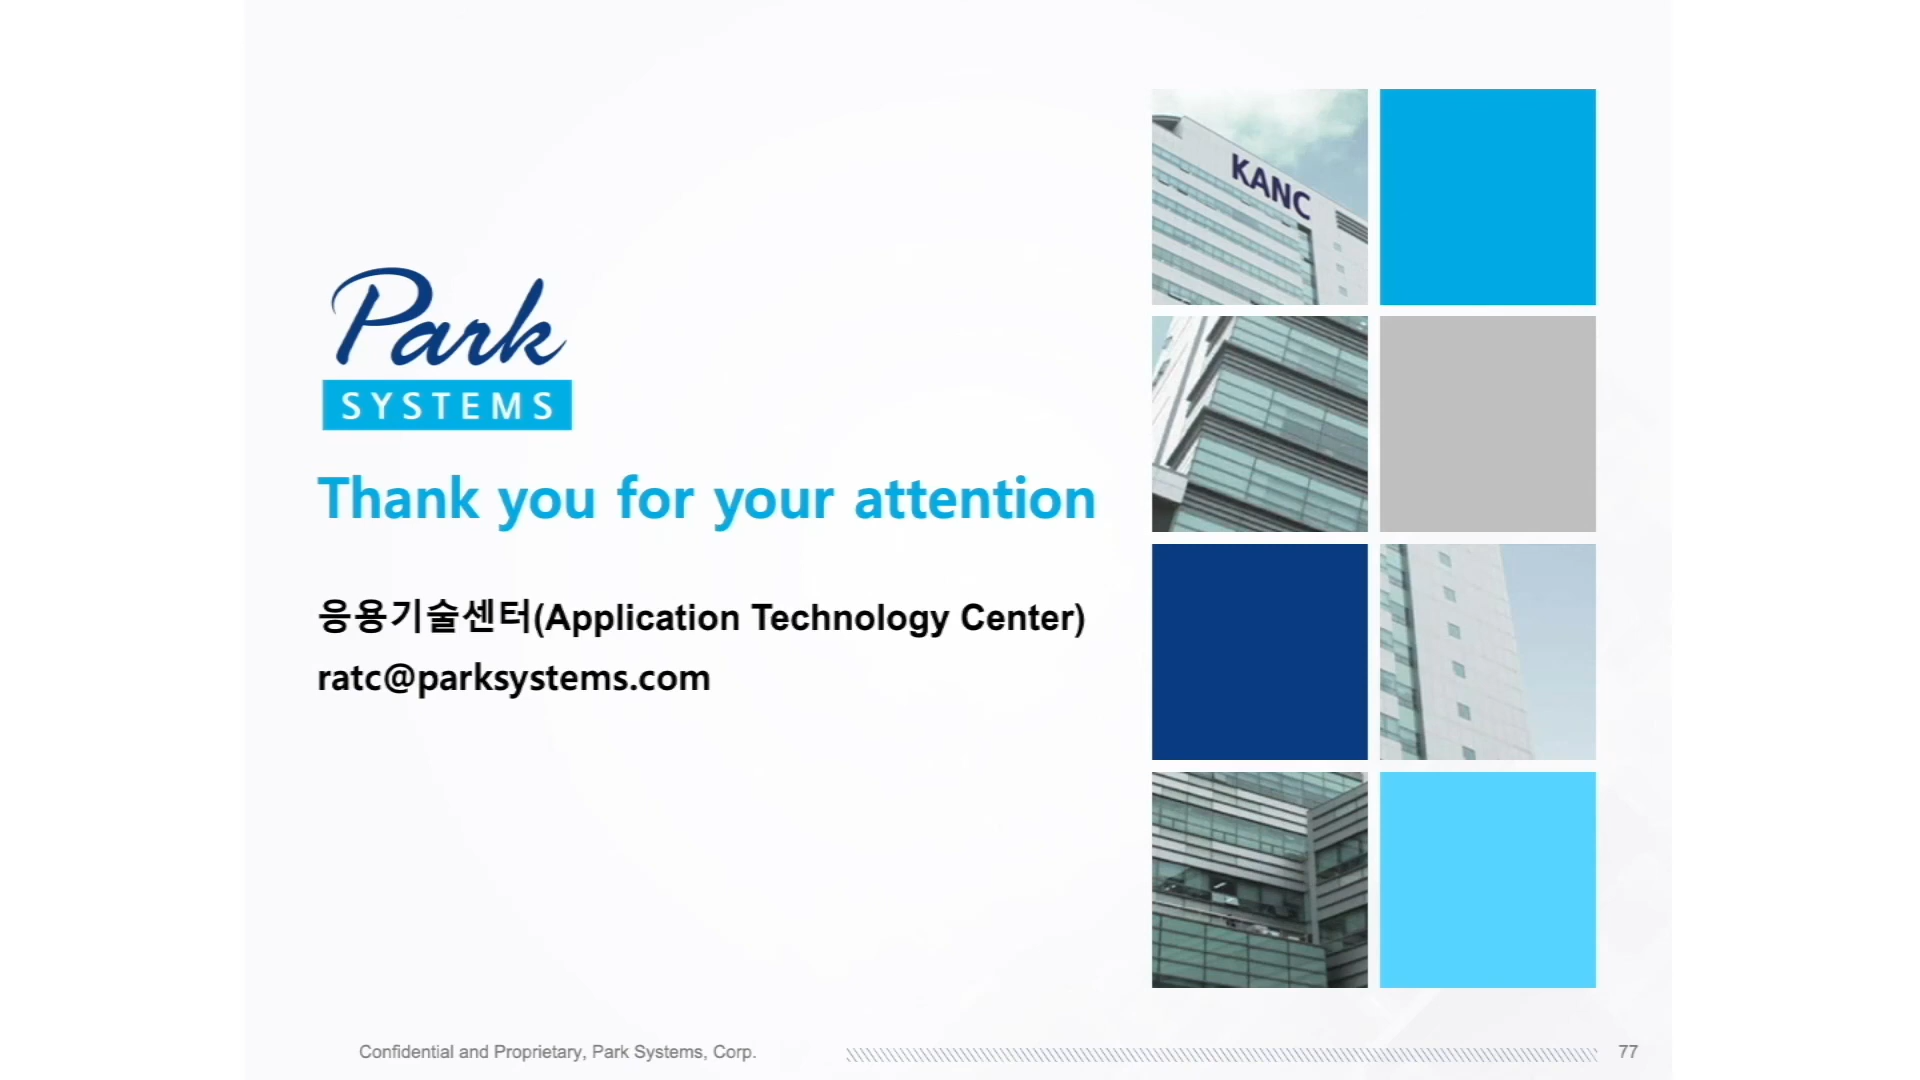 KANC
Park
SYSTEMS
Thank you for your attention
응용기술센터(Application Technology Center)
ratc@parksystems.com
Confidential and Proprietary, Park Systems, Corp.
77